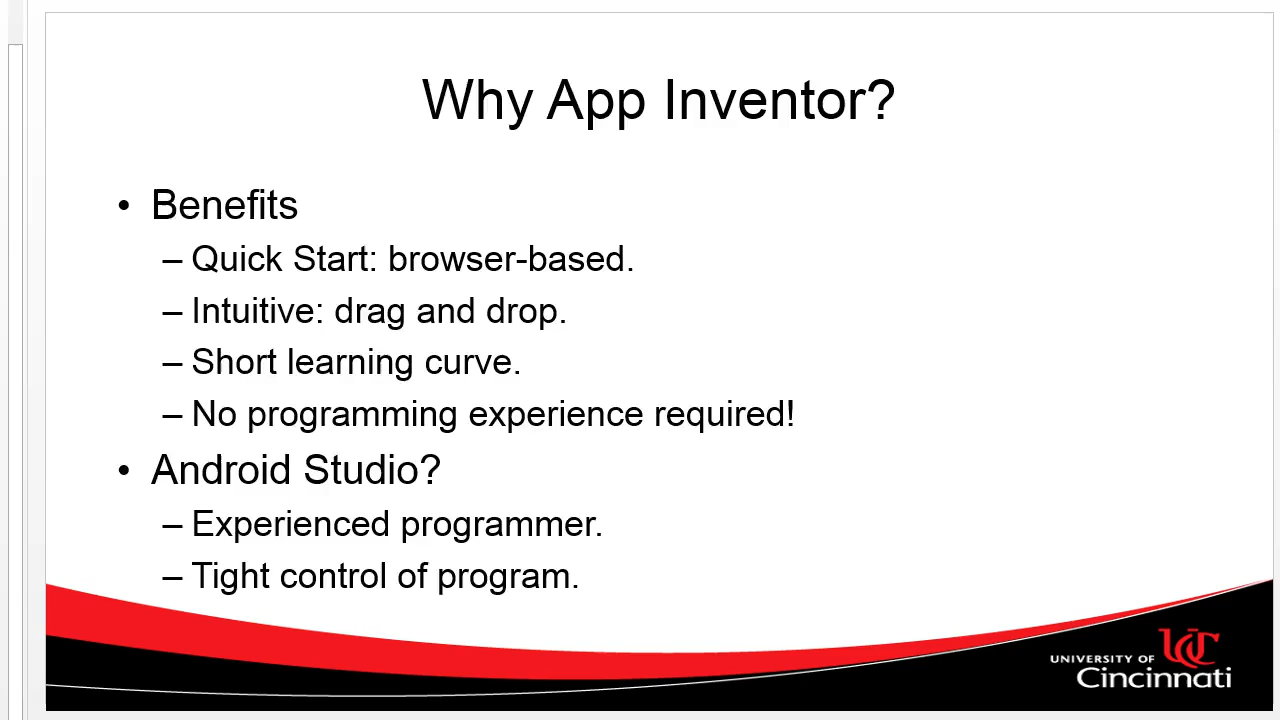 Why App Inventor?
• Benefits
– Quick Start: browser-based.
– Intuitive: drag and drop.
– Short learning curve.
– No programming experience required!
• Android Studio?
– Experienced programmer.
– Tight control of program.
UC
UNIVERSITY OF
Cincinnati